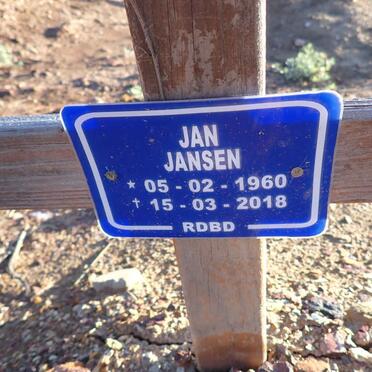 JAN
JANSEN
* 05 - 02 - 1960
✝ 15 - 03 - 2018
RDBD